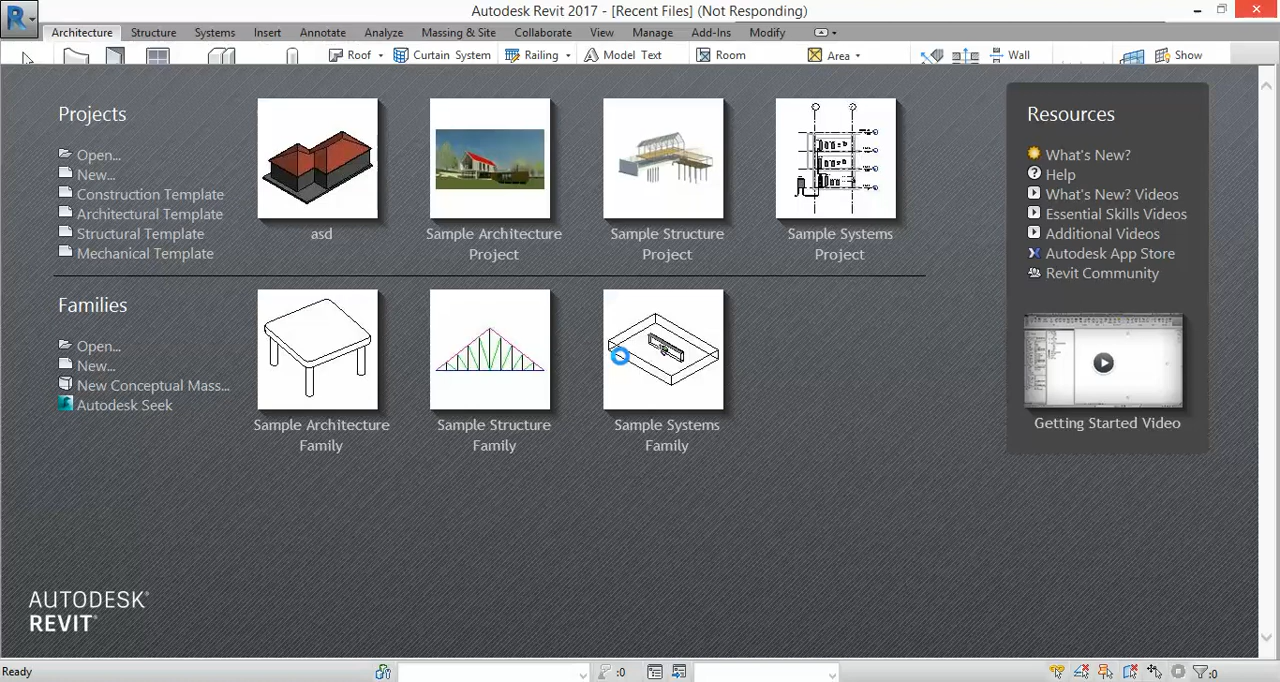 Autodesk Revit 2017 - [Recent Files] (Not Responding)
Architecture Structure Systems Insert Annotate Analyze Massing & Site Collaborate View Manage Add-Ins Modify
Roof Curtain System Railing Model Text Room Area Wall Show
Projects
Open...
New...
Construction Template
Architectural Template
Structural Template
Mechanical Template
asd
Sample Architecture
Project
Sample Structure
Project
Sample Systems
Project
Families
Open...
New...
New Conceptual Mass...
Autodesk Seek
Sample Architecture
Family
Sample Structure
Family
Sample Systems
Family
Resources
What's New?
Help
What's New? Videos
Essential Skills Videos
Additional Videos
Autodesk App Store
Revit Community
Getting Started Video
AUTODESK®
REVIT®
Ready :0 :0